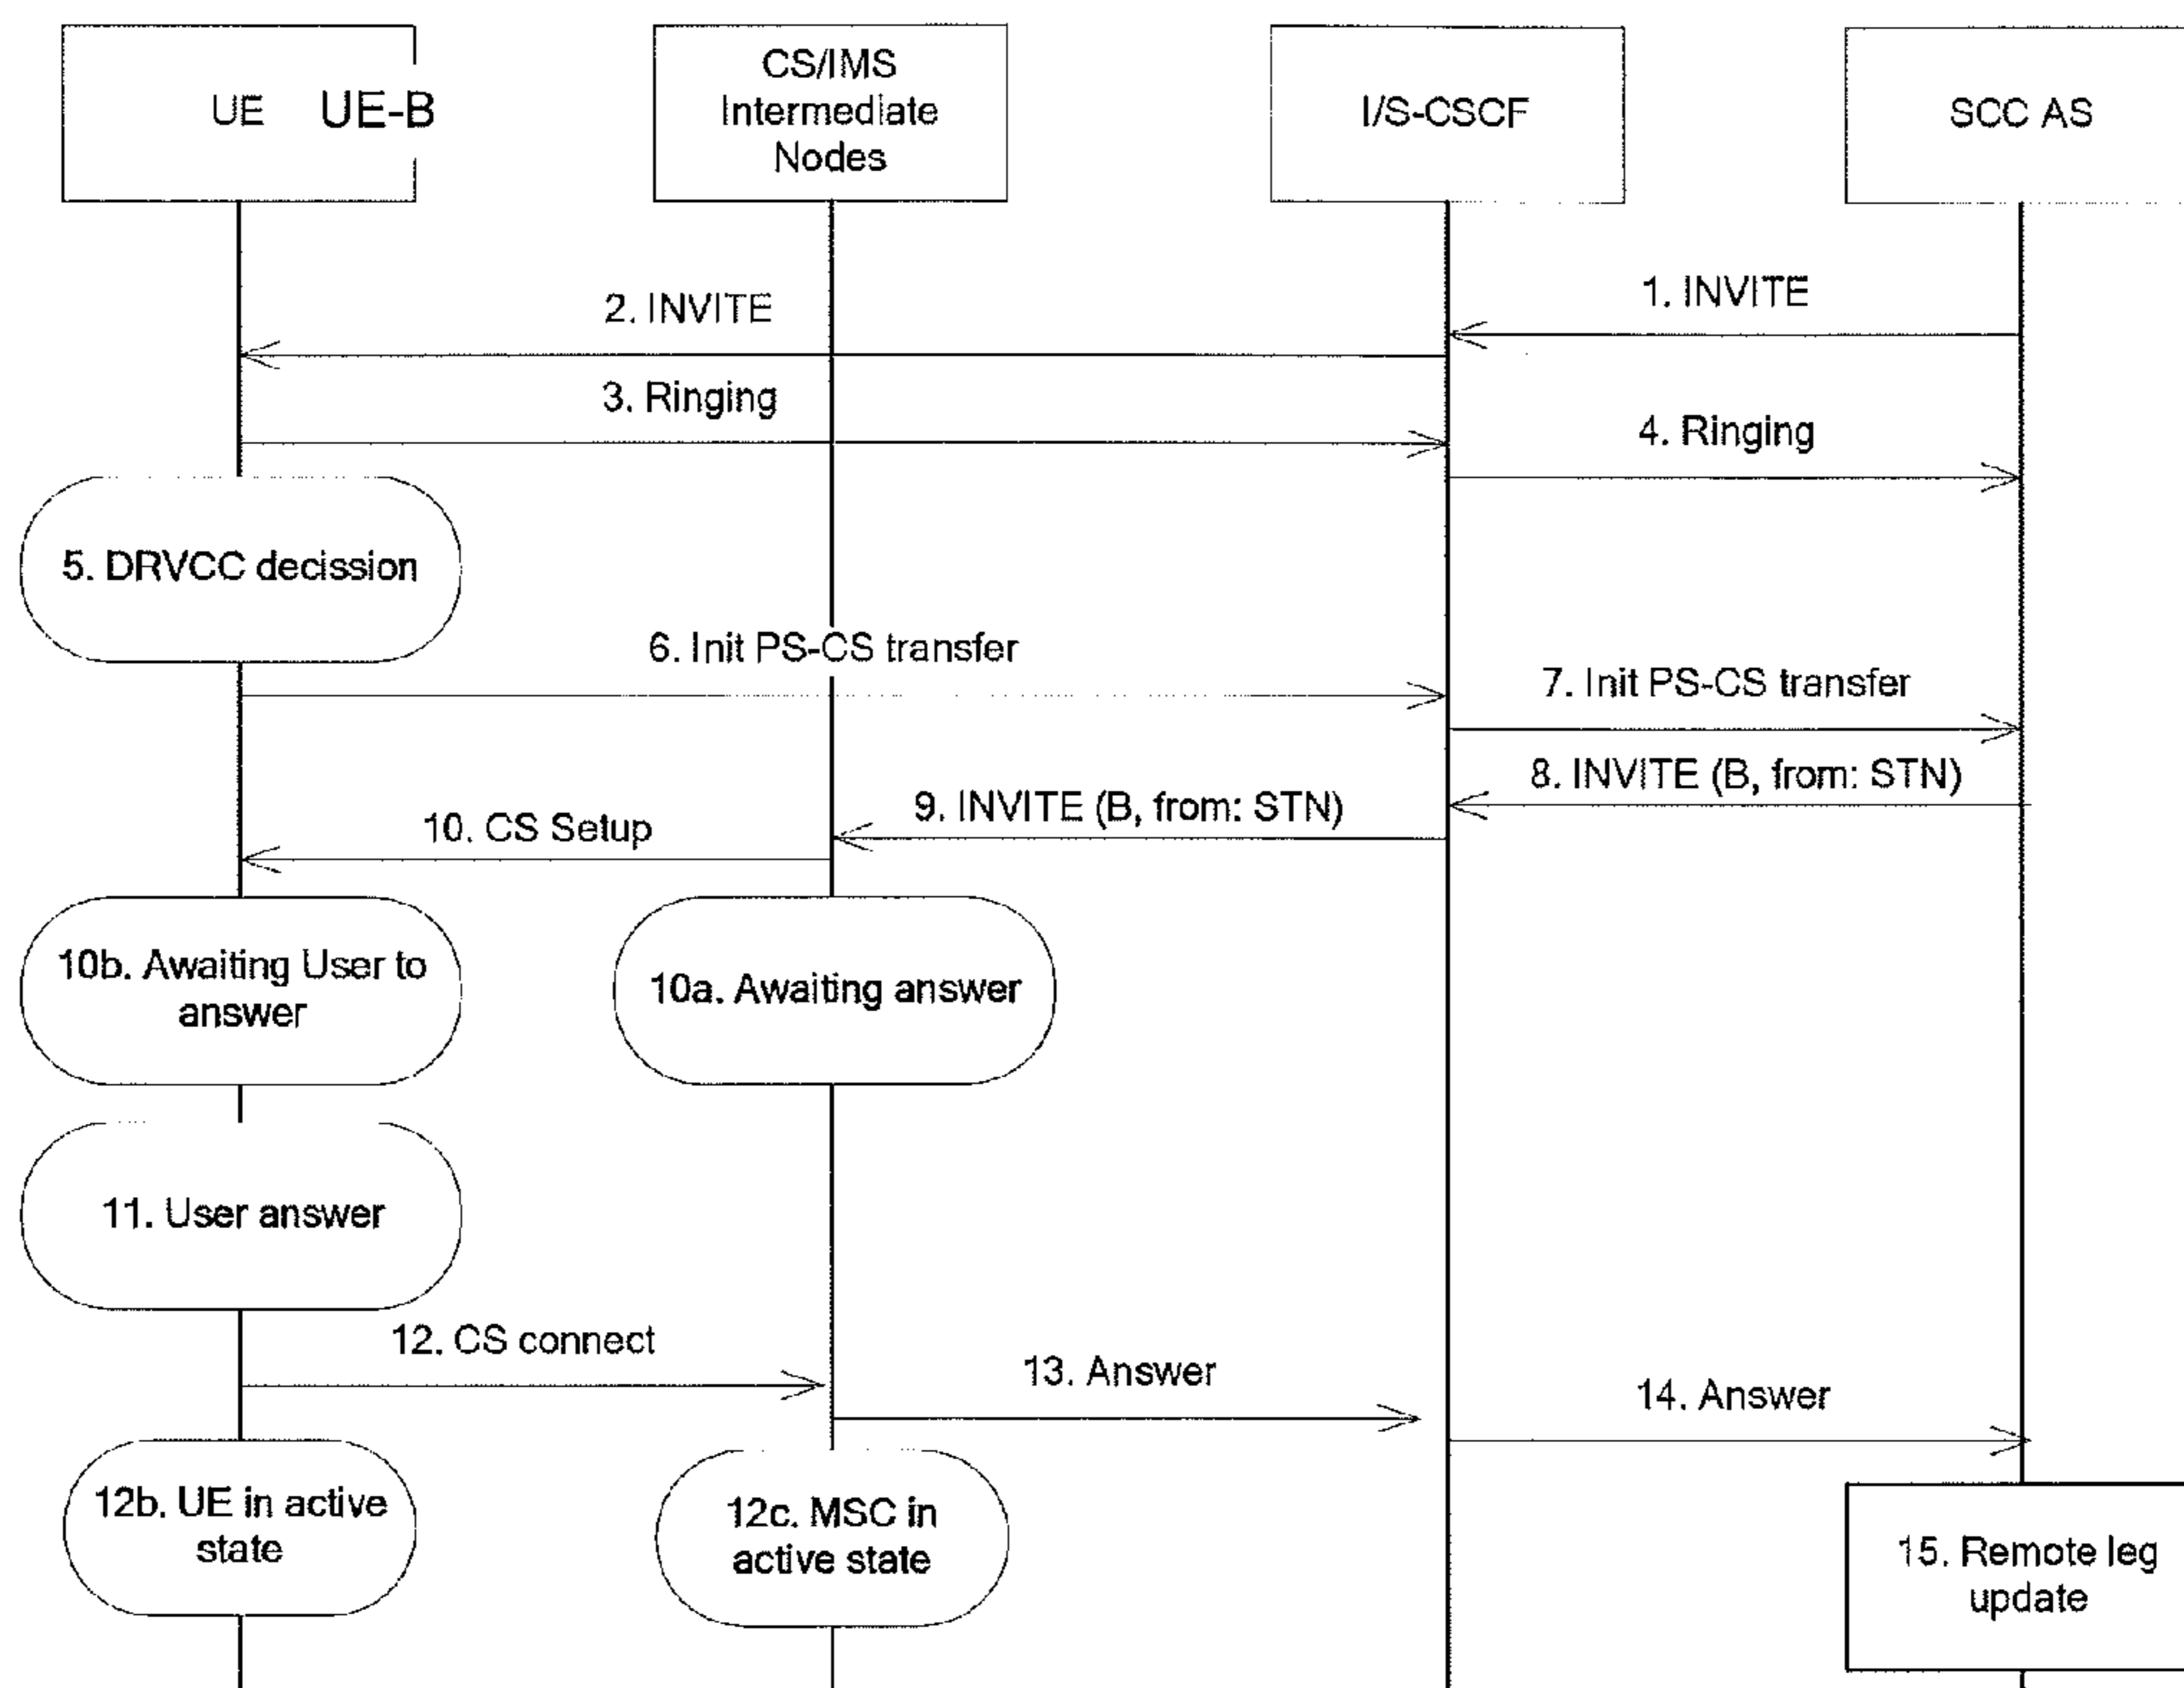 UE UE-B
CS/IMS
Intermediate
Nodes
I/S-CSCF
SCC AS
1. INVITE
2. INVITE
3. Ringing
4. Ringing
5. DRVCC decission
6. Init PS-CS transfer
7. Init PS-CS transfer
8. INVITE (B, from: STN)
9. INVITE (B, from: STN)
10. CS Setup
10b. Awaiting User to
answer
10a. Awaiting answer
11. User answer
12. CS connect
13. Answer
14. Answer
12b. UE in active
state
12c. MSC in
active state
15. Remote leg
update